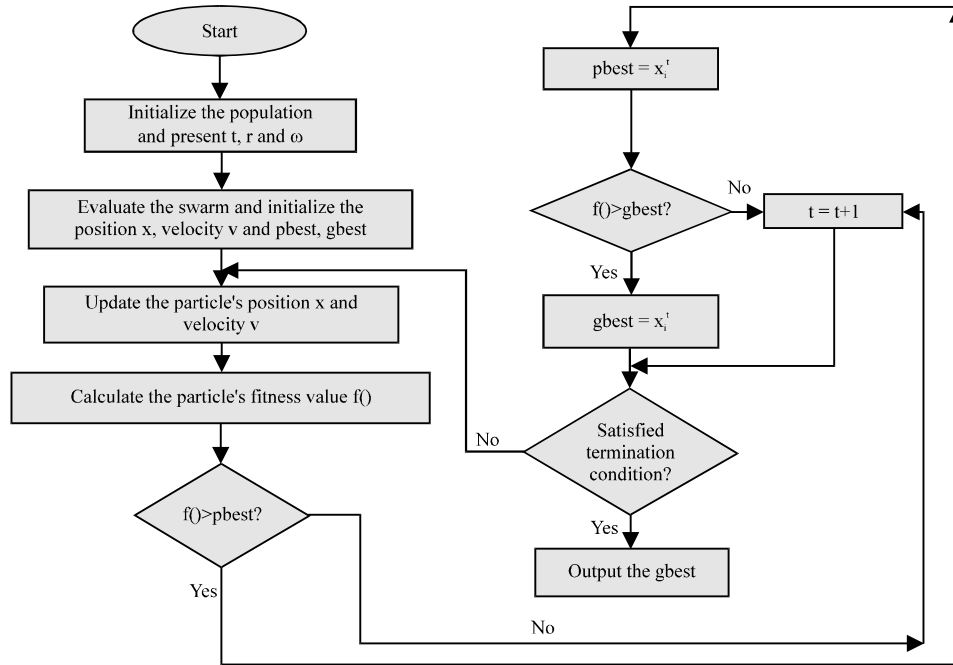 Start
Initialize the population
and present t, r and ω
Evaluate the swarm and initialize the
position x, velocity v and pbest, gbest
Update the particle's position x and
velocity v
Calculate the particle's fitness value f()
f()>pbest?
Yes
No
pbest = xᵢᵗ
f()>gbest?
No
t = t+1
Yes
gbest = xᵢᵗ
Satisfied
termination
condition?
No
Yes
Output the gbest